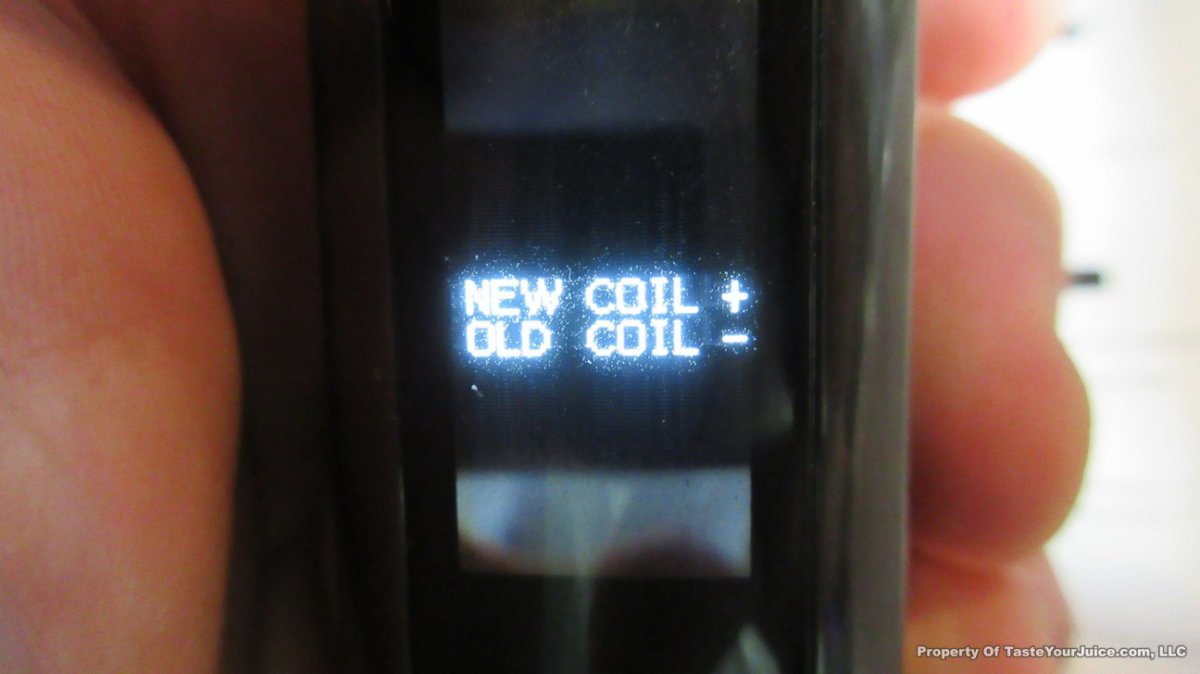 NEW COIL +
OLD COIL -
Property Of TasteYourJuice.com, LLC